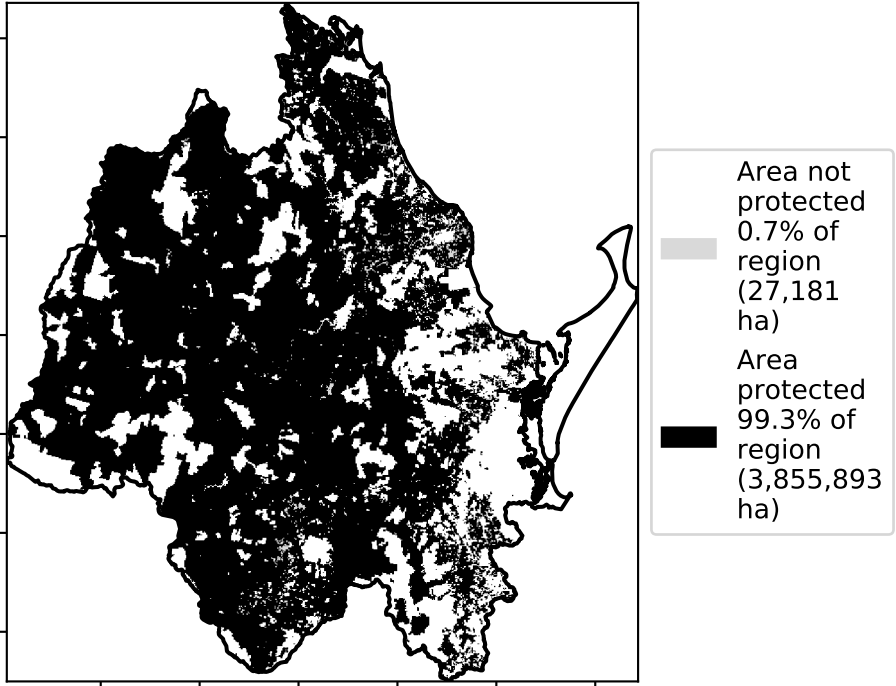 Area not
protected
0.7% of
region
(27,181
ha)
Area
protected
99.3% of
region
(3,855,893
ha)